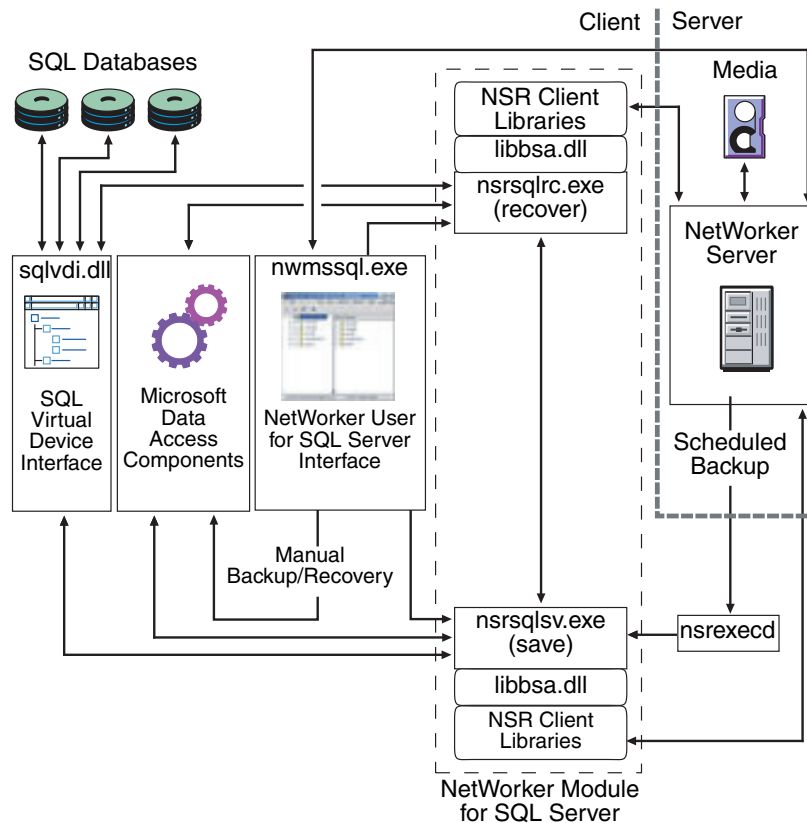 Client
Server
SQL Databases
Media
NSR Client
Libraries
libbsa.dll
nsrsqlrc.exe
(recover)
NetWorker
Server
sqlvdi.dll
SQL
Virtual
Device
Interface
Microsoft
Data
Access
Components
nwmssql.exe
NetWorker User
for SQL Server
Interface
Scheduled
Backup
Manual
Backup/Recovery
nsrsqlsv.exe
(save)
nsrexecd
libbsa.dll
NSR Client
Libraries
NetWorker Module
for SQL Server